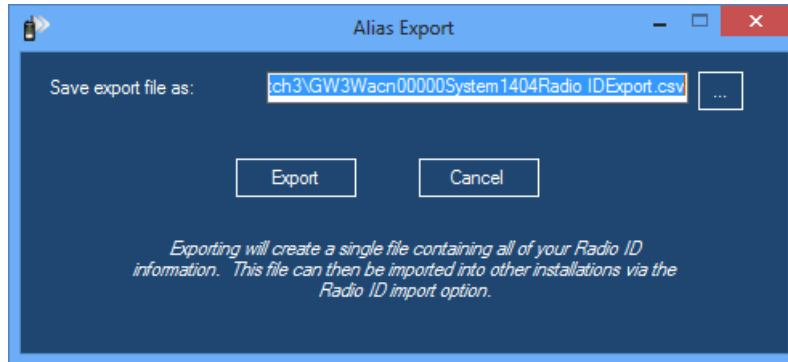 Alias Export
Save export file as: :ch3\GW3Wacn00000System1404Radio IDExport.csv ...
Export Cancel
Exporting will create a single file containing all of your Radio ID
information. This file can then be imported into other installations via the
Radio ID import option.